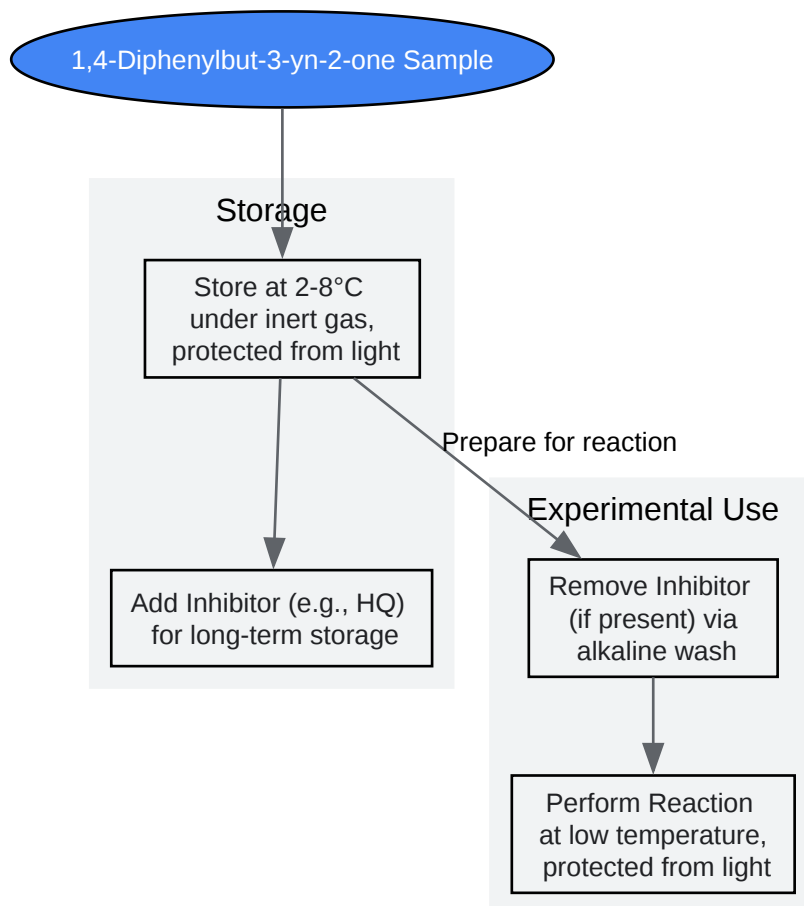 1,4-Diphenylbut-3-yn-2-one Sample
Storage
Store at 2-8°C
under inert gas,
protected from light
Prepare for reaction
Experimental Use
Add Inhibitor (e.g., HQ)
for long-term storage
Remove Inhibitor
(if present) via
alkaline wash
Perform Reaction
at low temperature,
protected from light